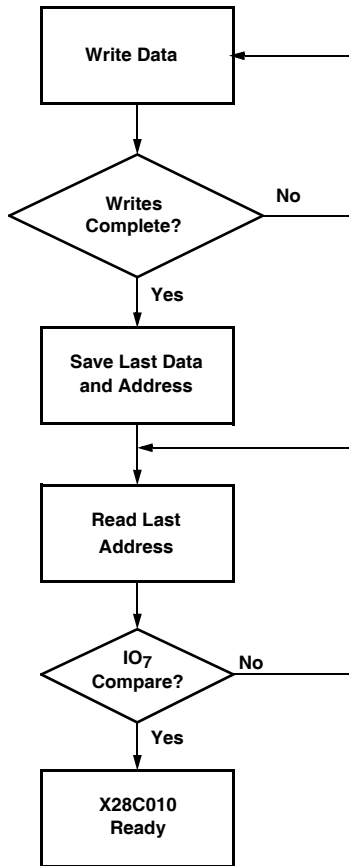 Write Data
Writes
Complete?
No
Yes
Save Last Data
and Address
Read Last
Address
IO7
Compare?
No
Yes
X28C010
Ready